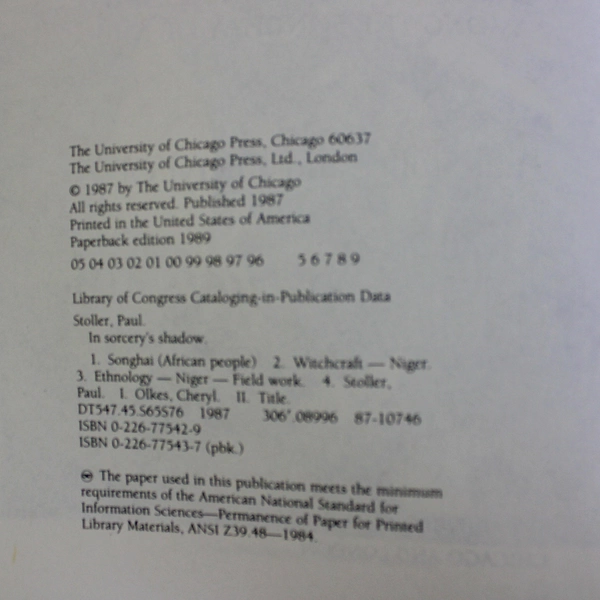 The University of Chicago Press, Chicago 60637
The University of Chicago Press, Ltd., London
© 1987 by The University of Chicago
All rights reserved. Published 1987
Printed in the United States of America
Paperback edition 1989
05 04 03 02 01 00 99 98 97 96 5 6 7 8 9
Library of Congress Cataloging-in-Publication Data
Stoller, Paul.
In sorcery's shadow.
1. Songhai (African people) 2. Witchcraft — Niger.
3. Ethnology — Niger — Field work. 4. Stoller,
Paul. I. Olkes, Cheryl. II. Title.
DT547.45.S65S76 1987 306'.08996 87-10746
ISBN 0-226-77542-9
ISBN 0-226-77543-7 (pbk.)
♾ The paper used in this publication meets the minimum
requirements of the American National Standard for
Information Sciences—Permanence of Paper for Printed
Library Materials, ANSI Z39.48—1984.